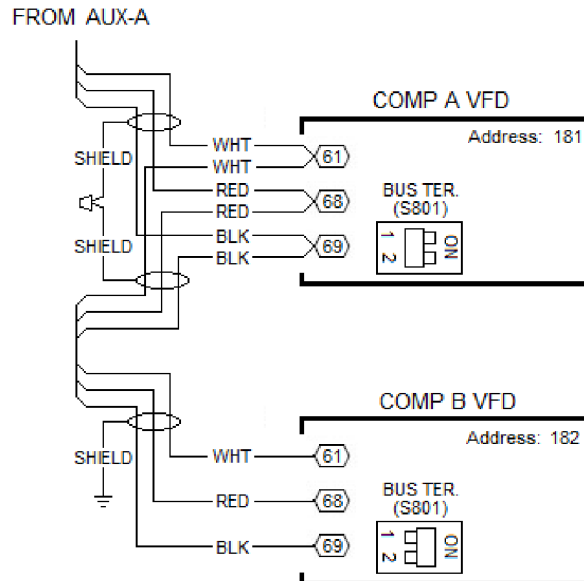 FROM AUX-A
COMP A VFD
Address: 181
SHIELD
WHT
WHT
61
RED
RED
68
BLK
BLK
69
BUS TER.
(S801)
1
2
ON
SHIELD
COMP B VFD
Address: 182
SHIELD
WHT
61
RED
68
BLK
69
BUS TER.
(S801)
1
2
ON